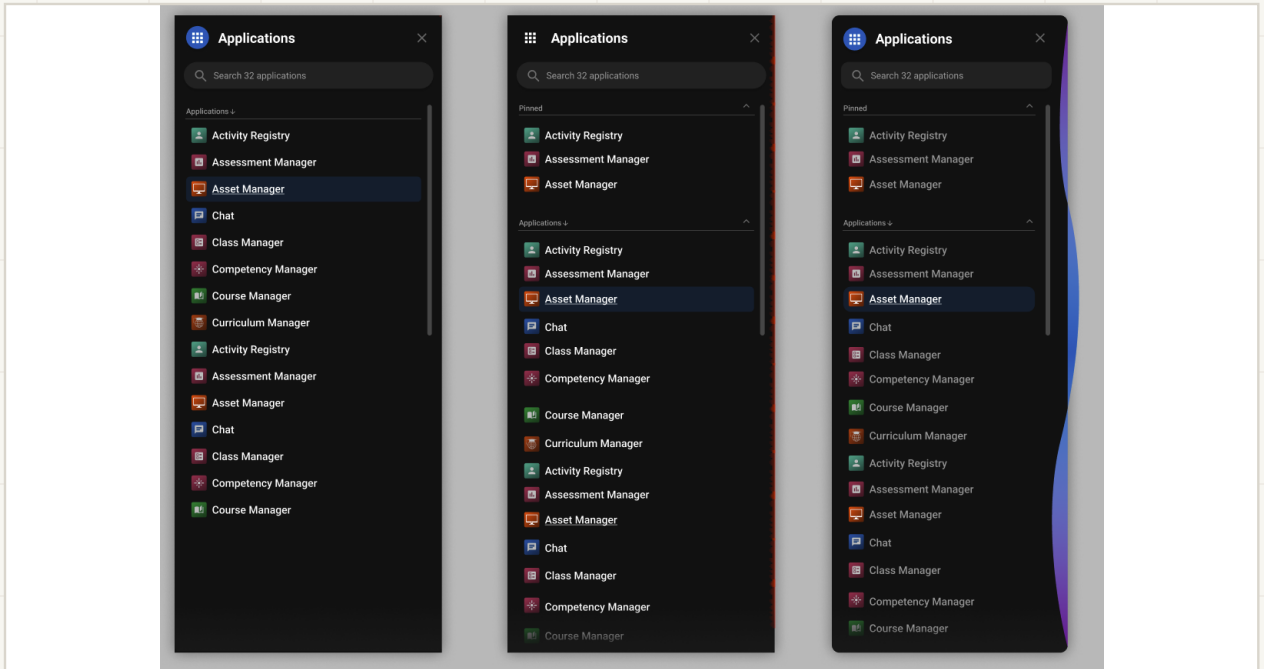 Applications
Search 32 applications
Applications ↓
Activity Registry
Assessment Manager
Asset Manager
Chat
Class Manager
Competency Manager
Course Manager
Curriculum Manager
Activity Registry
Assessment Manager
Asset Manager
Chat
Class Manager
Competency Manager
Course Manager
Applications
Search 32 applications
Pinned
Activity Registry
Assessment Manager
Asset Manager
Applications ↓
Activity Registry
Assessment Manager
Asset Manager
Chat
Class Manager
Competency Manager
Course Manager
Curriculum Manager
Activity Registry
Assessment Manager
Asset Manager
Chat
Class Manager
Competency Manager
Course Manager
Applications
Search 32 applications
Pinned
Activity Registry
Assessment Manager
Asset Manager
Applications ↓
Activity Registry
Assessment Manager
Asset Manager
Chat
Class Manager
Competency Manager
Course Manager
Curriculum Manager
Activity Registry
Assessment Manager
Asset Manager
Chat
Class Manager
Competency Manager
Course Manager